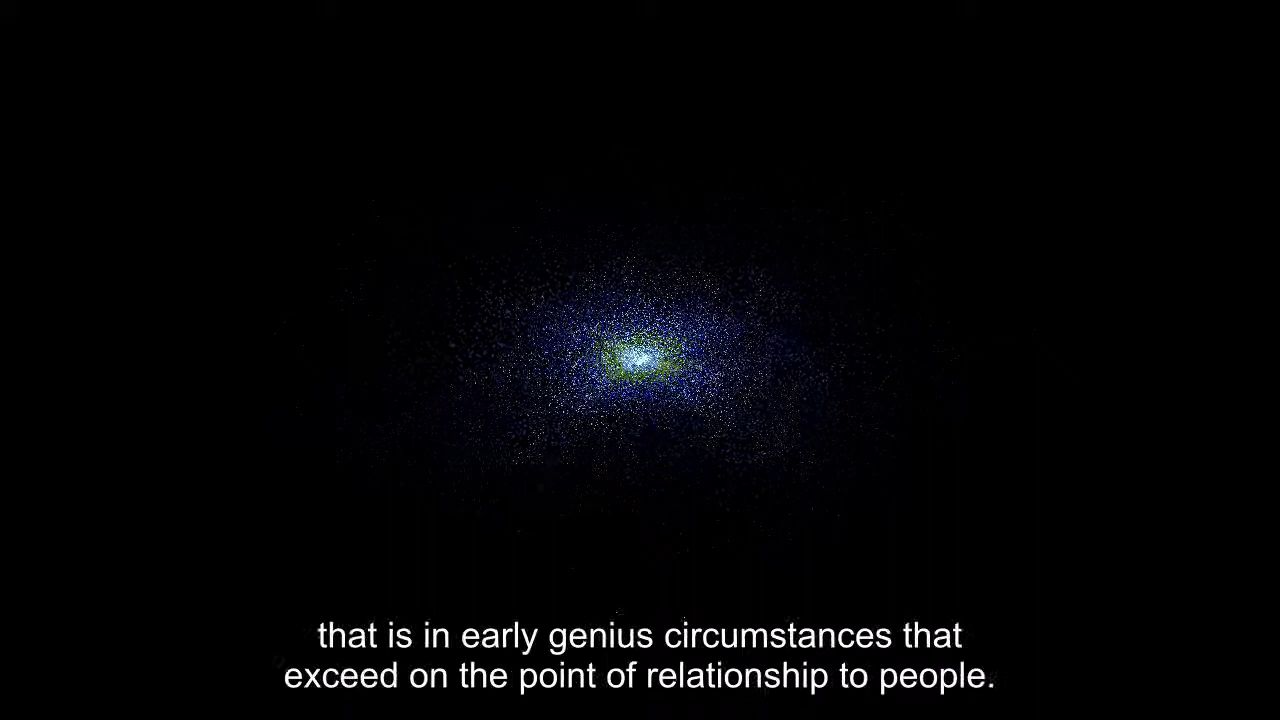 that is in early genius circumstances that
exceed on the point of relationship to people.